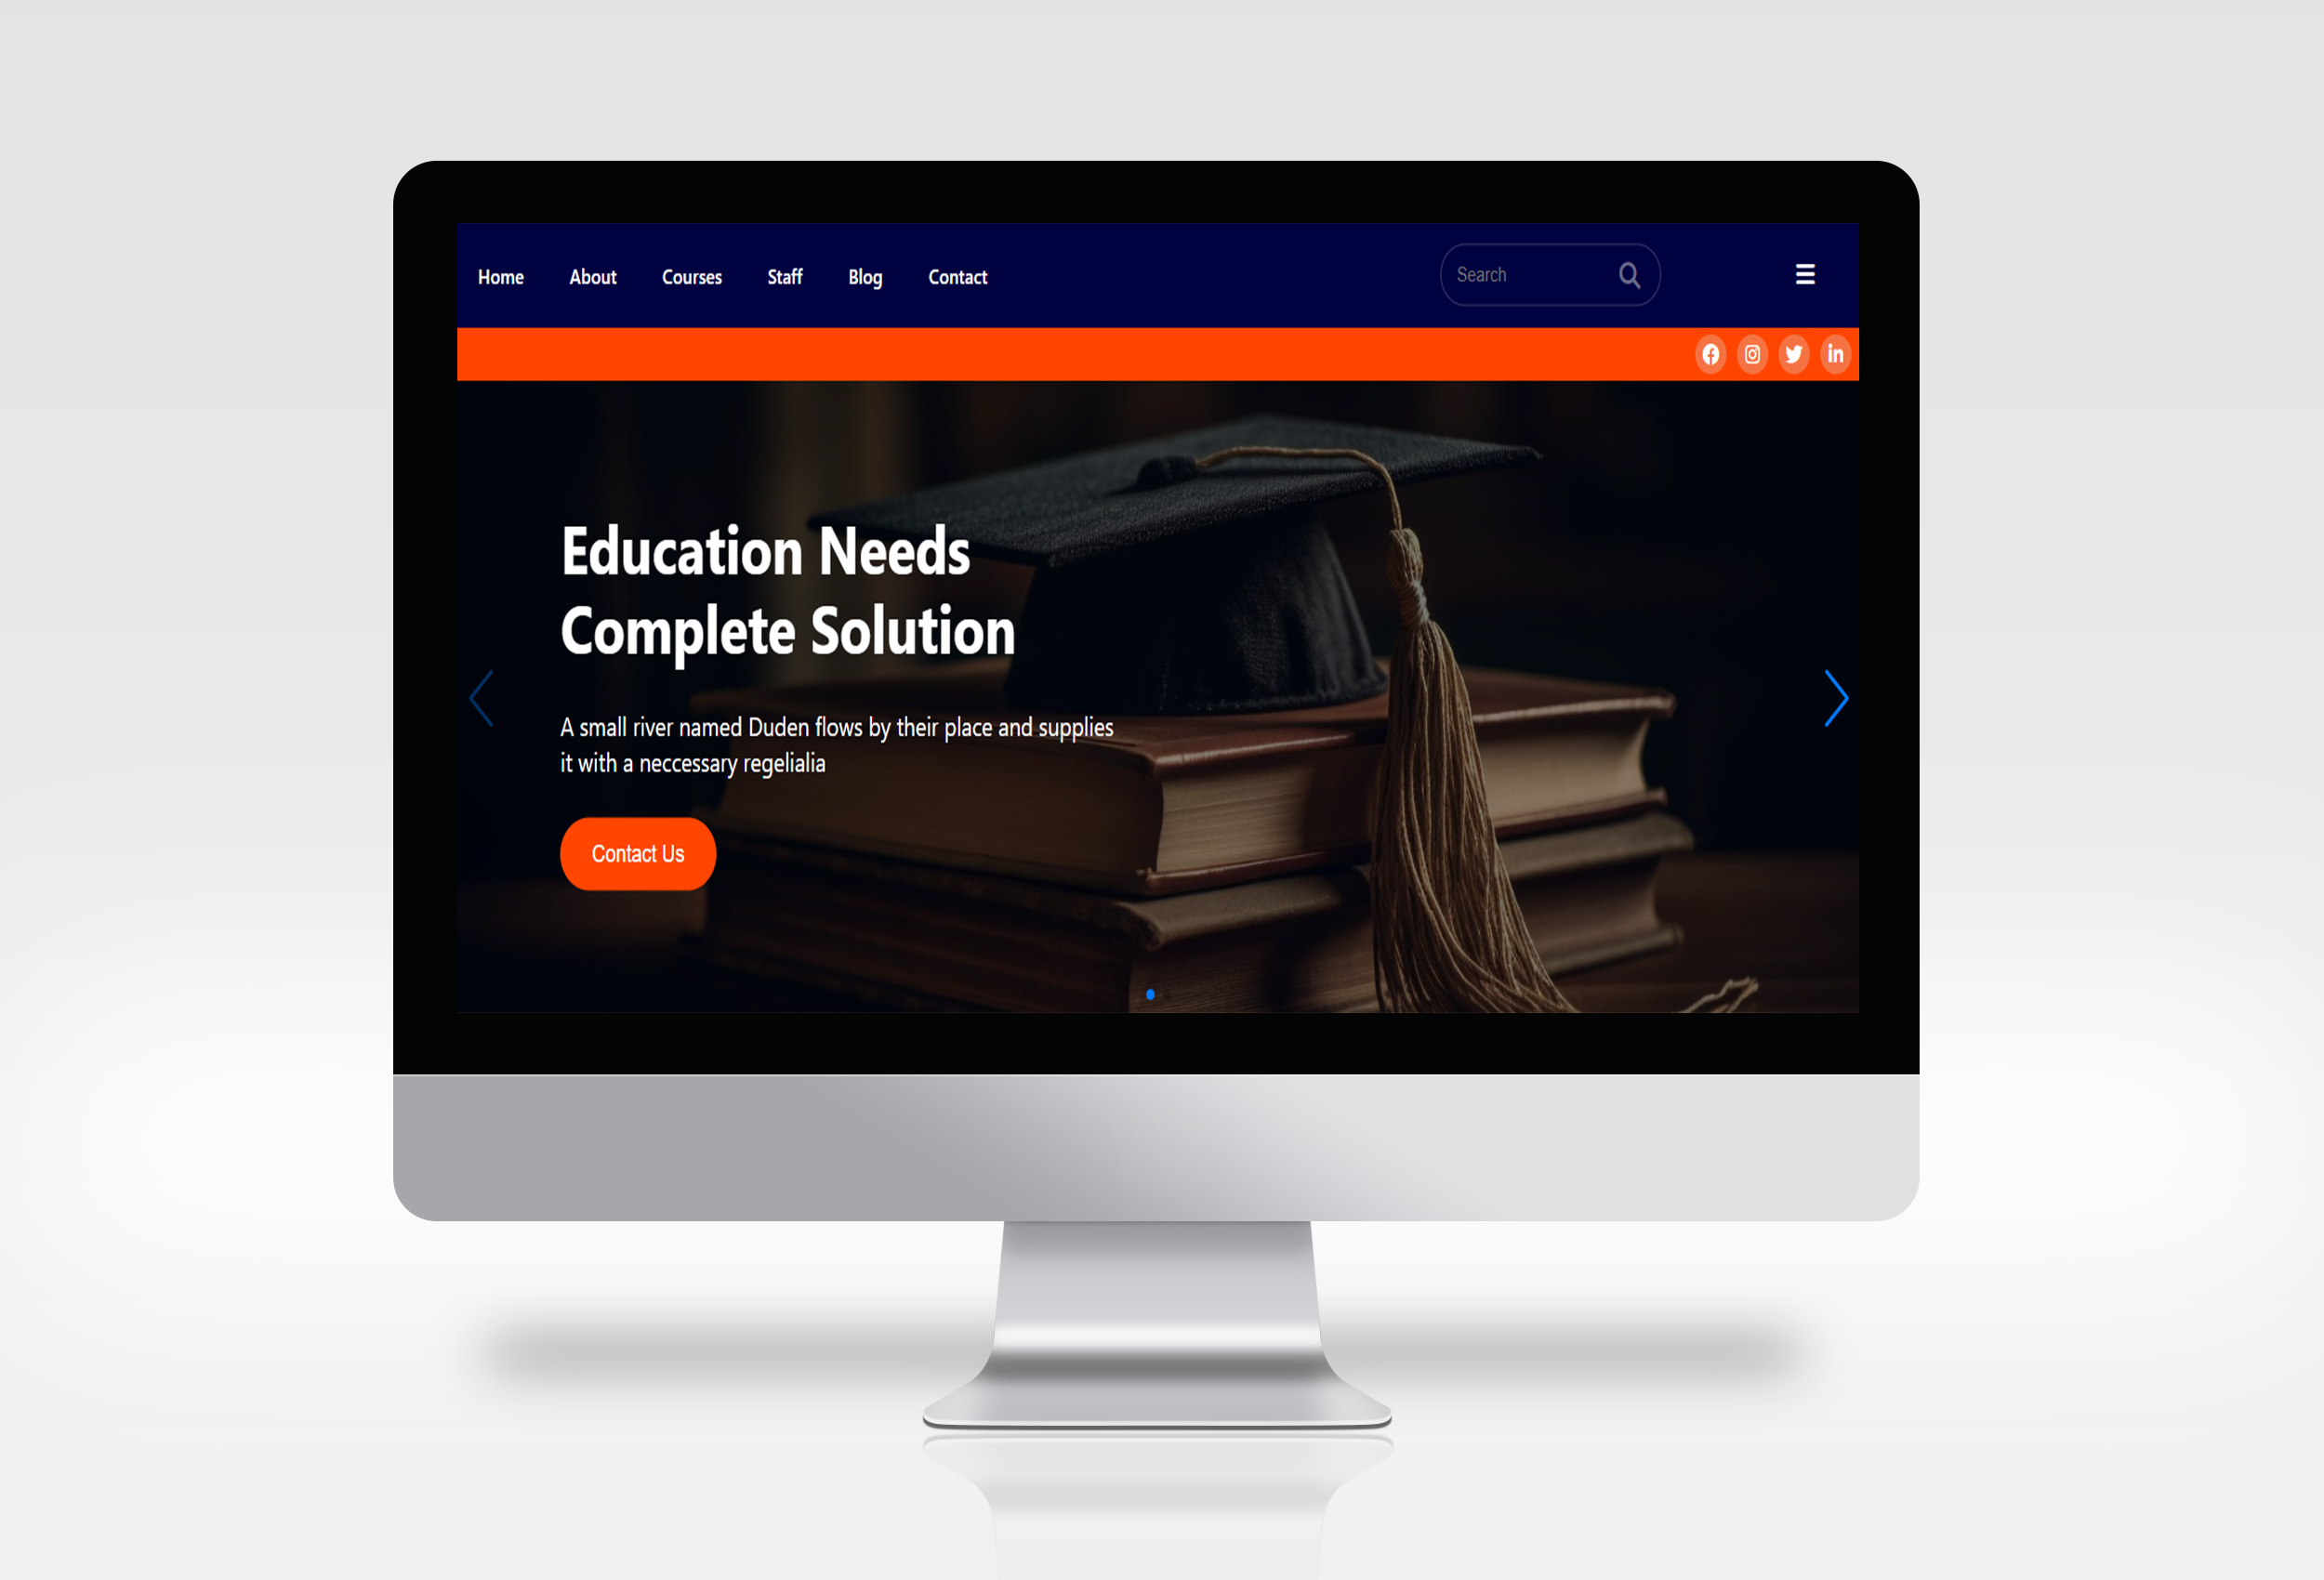 Home About Courses Staff Blog Contact Search
Education Needs
Complete Solution
A small river named Duden flows by their place and supplies
it with a neccessary regelialia
Contact Us